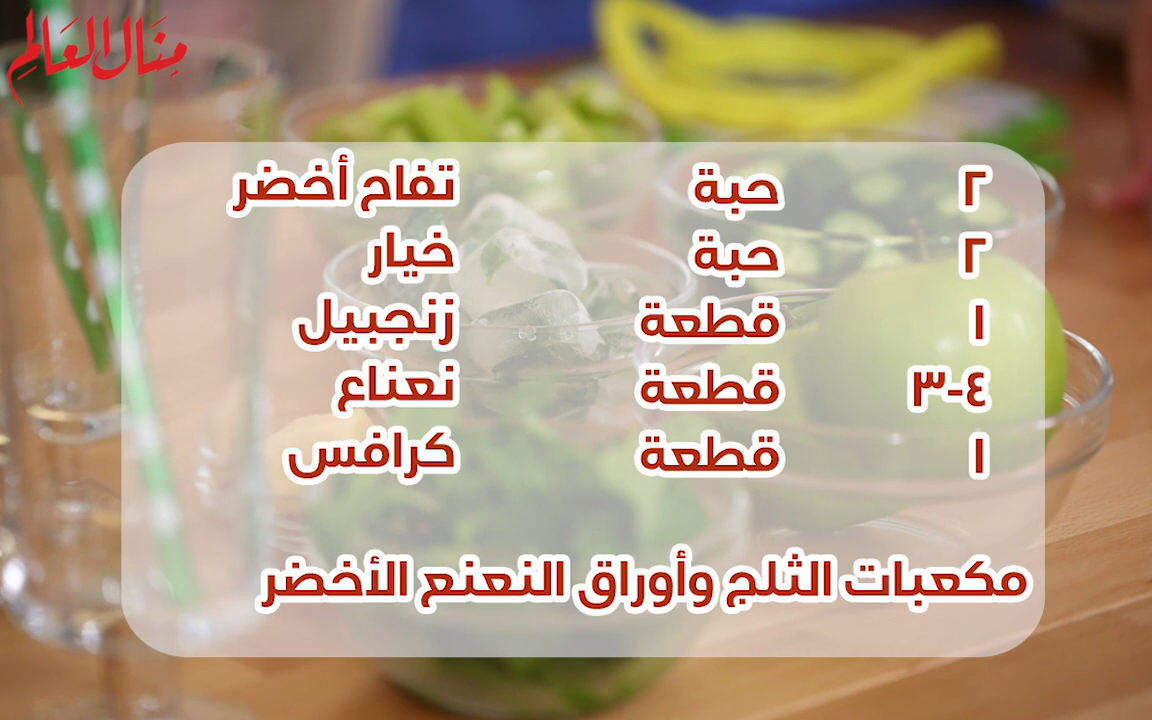 منال العالم
٢ حبة تفاح أخضر
٢ حبة خيار
١ قطعة زنجبيل
٤-٣ قطعة نعناع
١ قطعة كرافس
مكعبات الثلج وأوراق النعنع الأخضر